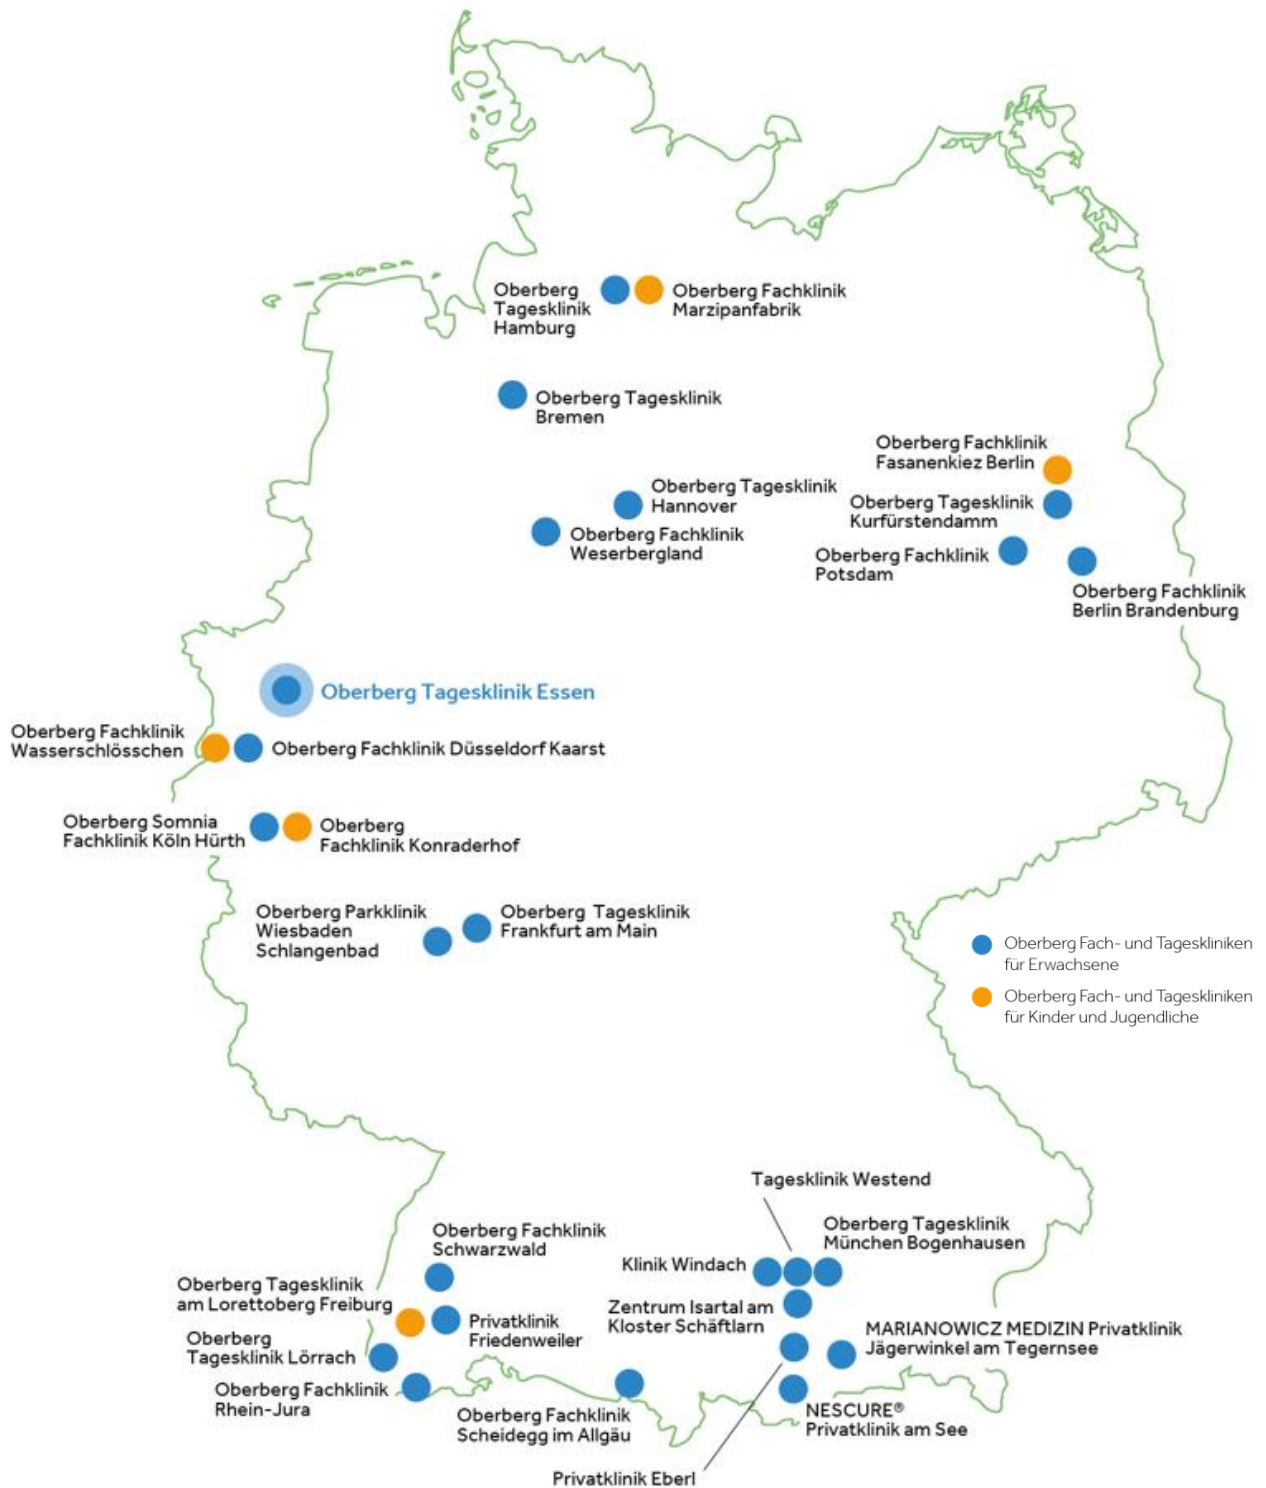 Oberberg
Tagesklinik
Hamburg
Oberberg Fachklinik
Marzipanfabrik
Oberberg Tagesklinik
Bremen
Oberberg Fachklinik
Fasanenkiez Berlin
Oberberg Tagesklinik
Hannover
Oberberg Tagesklinik
Kurfürstendamm
Oberberg Fachklinik
Weserbergland
Oberberg Fachklinik
Potsdam
Oberberg Fachklinik
Berlin Brandenburg
Oberberg Tagesklinik Essen
Oberberg Fachklinik
Wasserschlösschen
Oberberg Fachklinik Düsseldorf Kaarst
Oberberg Somnia
Fachklinik Köln Hürth
Oberberg
Fachklinik Konraderhof
Oberberg Parkklinik
Wiesbaden
Schlangenbad
Oberberg Tagesklinik
Frankfurt am Main
Oberberg Fach- und Tageskliniken
für Erwachsene
Oberberg Fach- und Tageskliniken
für Kinder und Jugendliche
Tagesklinik Westend
Oberberg Fachklinik
Schwarzwald
Oberberg Tagesklinik
München Bogenhausen
Klinik Windach
Oberberg Tagesklinik
am Lorettoberg Freiburg
Zentrum Isartal am
Kloster Schäftlarn
Privatklinik
Friedenweiler
MARIANOWICZ MEDIZIN Privatklinik
Jägerwinkel am Tegernsee
Oberberg
Tagesklinik Lörrach
Oberberg Fachklinik
Rhein-Jura
Oberberg Fachklinik
Scheidegg im Allgäu
NESCURE®
Privatklinik am See
Privatklinik Eberl